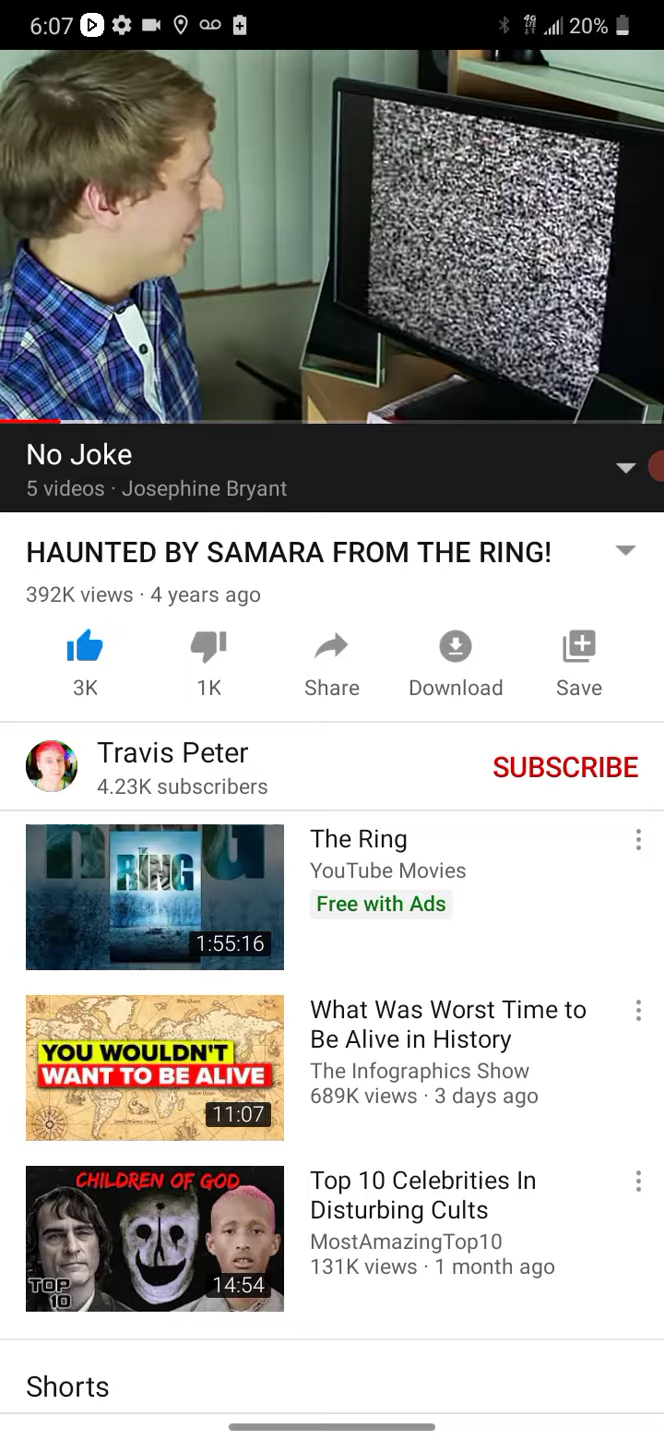 6:07
4G
LTE
20%
No Joke
5 videos · Josephine Bryant
HAUNTED BY SAMARA FROM THE RING!
392K views · 4 years ago
3K
1K
Share
Download
Save
Travis Peter
4.23K subscribers
SUBSCRIBE
THE RING
1:55:16
The Ring
YouTube Movies
Free with Ads
YOU WOULDN'T
WANT TO BE ALIVE
11:07
What Was Worst Time to
Be Alive in History
The Infographics Show
689K views · 3 days ago
CHILDREN OF GOD
TOP
10
14:54
Top 10 Celebrities In
Disturbing Cults
MostAmazingTop10
131K views · 1 month ago
Shorts